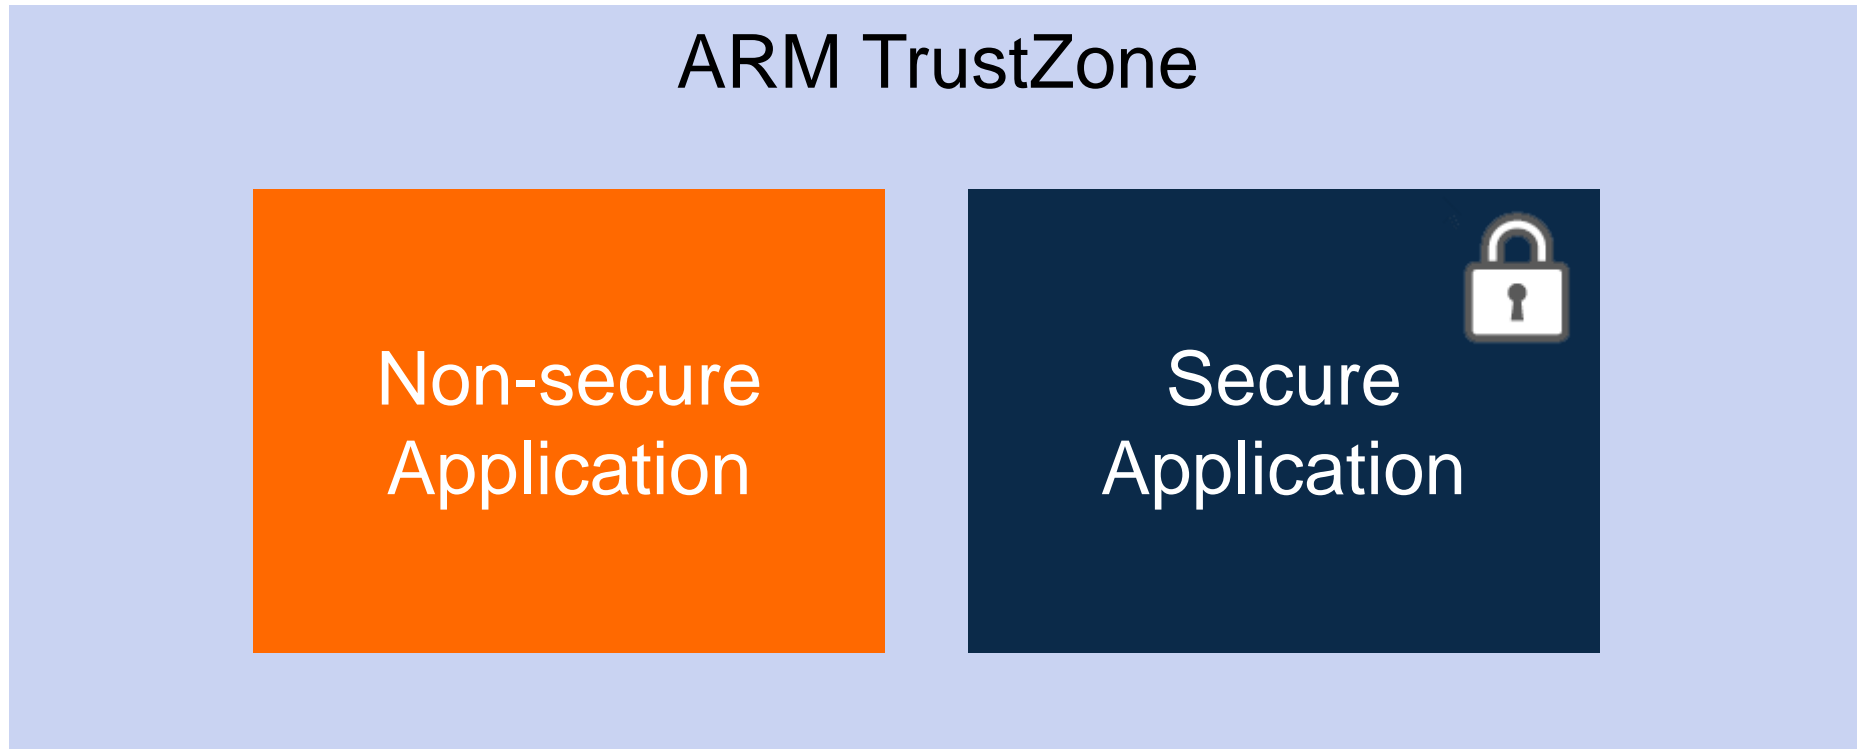 ARM TrustZone
Non-secure
Application
Secure
Application